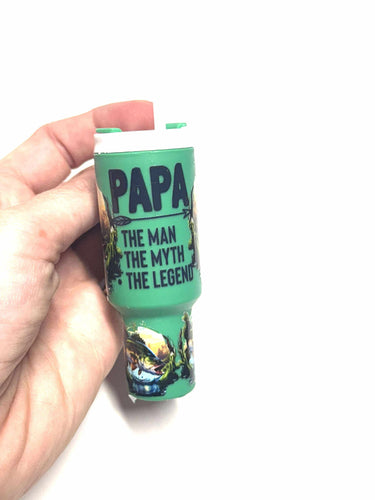 PAPA
THE MAN
THE MYTH
THE LEGEND